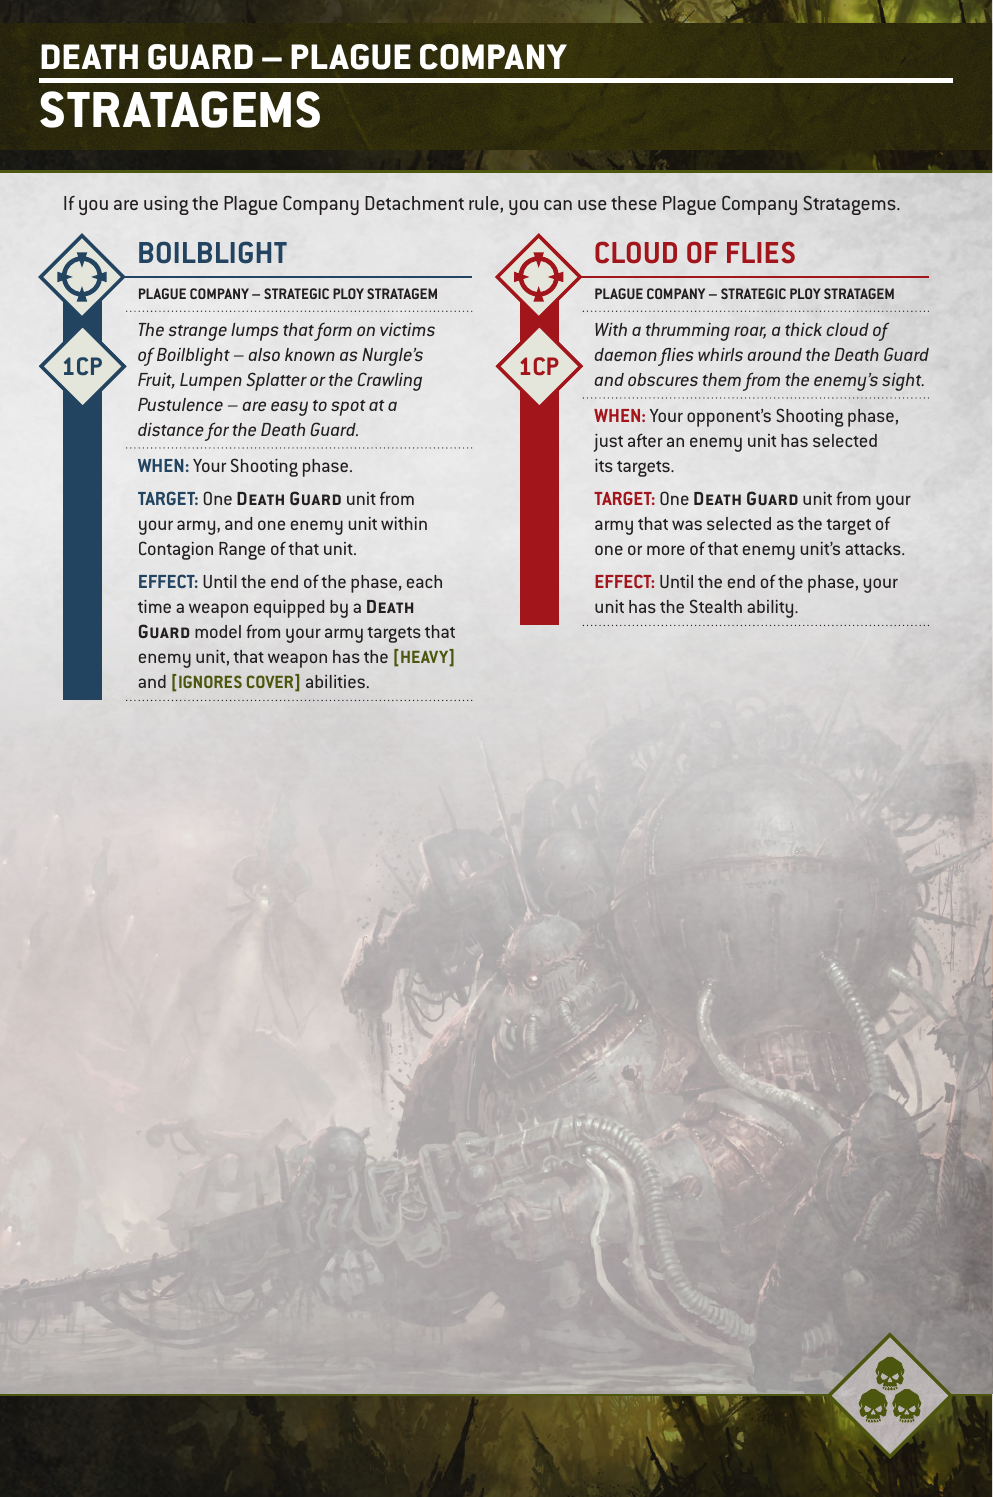 DEATH GUARD – PLAGUE COMPANY
STRATAGEMS
If you are using the Plague Company Detachment rule, you can use these Plague Company Stratagems.
BOILBLIGHT
PLAGUE COMPANY – STRATEGIC PLOY STRATAGEM
1CP
The strange lumps that form on victims
of Boilblight – also known as Nurgle’s
Fruit, Lumpen Splatter or the Crawling
Pustulence – are easy to spot at a
distance for the Death Guard.
WHEN: Your Shooting phase.
TARGET: One DEATH GUARD unit from
your army, and one enemy unit within
Contagion Range of that unit.
EFFECT: Until the end of the phase, each
time a weapon equipped by a DEATH
GUARD model from your army targets that
enemy unit, that weapon has the [HEAVY]
and [IGNORES COVER] abilities.
CLOUD OF FLIES
PLAGUE COMPANY – STRATEGIC PLOY STRATAGEM
1CP
With a thrumming roar, a thick cloud of
daemon flies whirls around the Death Guard
and obscures them from the enemy’s sight.
WHEN: Your opponent’s Shooting phase,
just after an enemy unit has selected
its targets.
TARGET: One DEATH GUARD unit from your
army that was selected as the target of
one or more of that enemy unit’s attacks.
EFFECT: Until the end of the phase, your
unit has the Stealth ability.